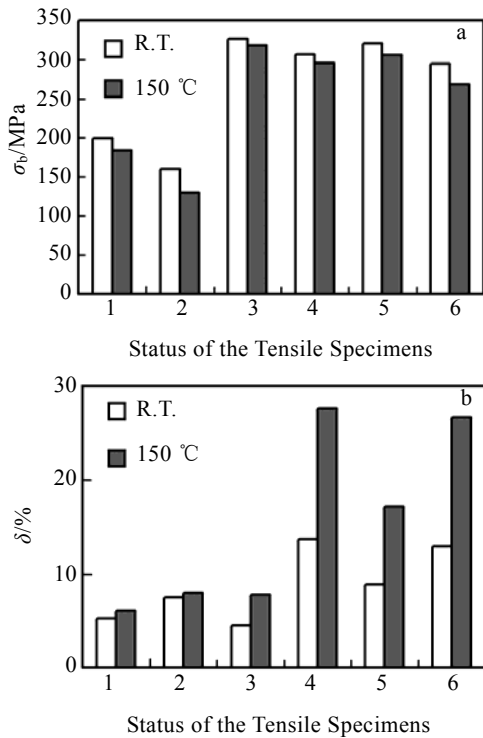 a
R.T.
150 ℃
350
300
250
200
150
100
50
0
σb/MPa
1 2 3 4 5 6
Status of the Tensile Specimens
b
R.T.
150 ℃
30
20
10
0
δ/%
1 2 3 4 5 6
Status of the Tensile Specimens